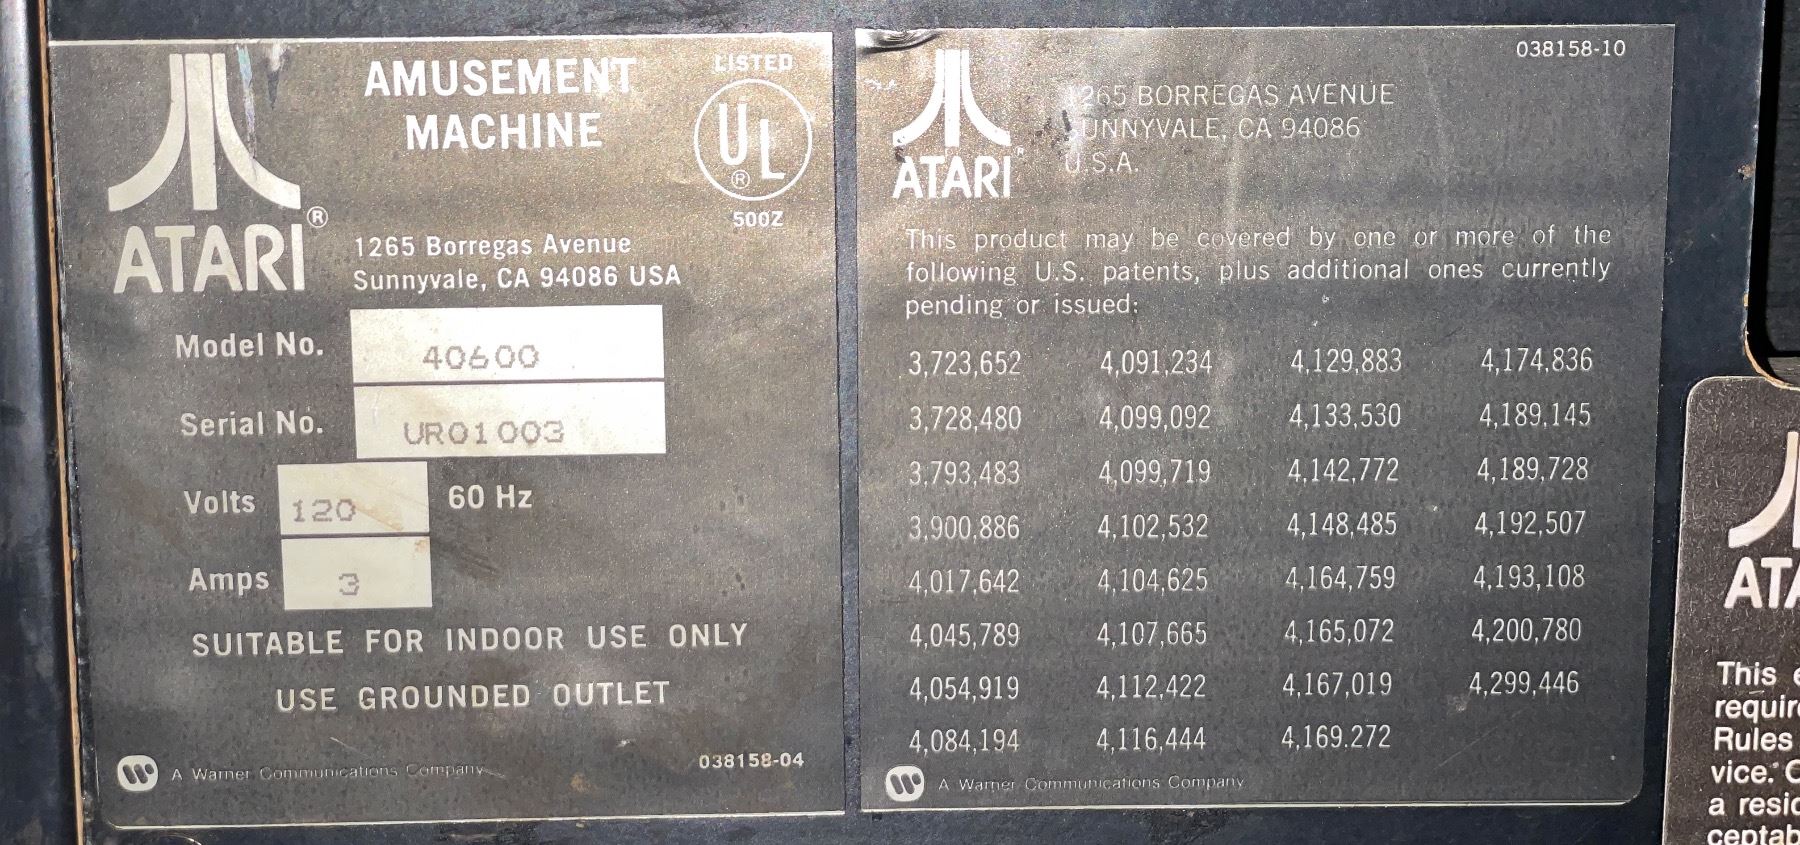 AMUSEMENT
MACHINE
LISTED
UL
®
500Z
ATARI®
1265 Borregas Avenue
Sunnyvale, CA 94086 USA
Model No. 40600
Serial No. UR01003
Volts 120 60 Hz
Amps 3
SUITABLE FOR INDOOR USE ONLY
USE GROUNDED OUTLET
A Warner Communications Company
038158-04
038158-10
ATARI®
1265 BORREGAS AVENUE
SUNNYVALE, CA 94086
U.S.A.
This product may be covered by one or more of the
following U.S. patents, plus additional ones currently
pending or issued:
3,723,652 4,091,234 4,129,883 4,174,836
3,728,480 4,099,092 4,133,530 4,189,145
3,793,483 4,099,719 4,142,772 4,189,728
3,900,886 4,102,532 4,148,485 4,192,507
4,017,642 4,104,625 4,164,759 4,193,108
4,045,789 4,107,665 4,165,072 4,200,780
4,054,919 4,112,422 4,167,019 4,299,446
4,084,194 4,116,444 4,169.272
A Warner Communications Company
This
Rules
vice.
a